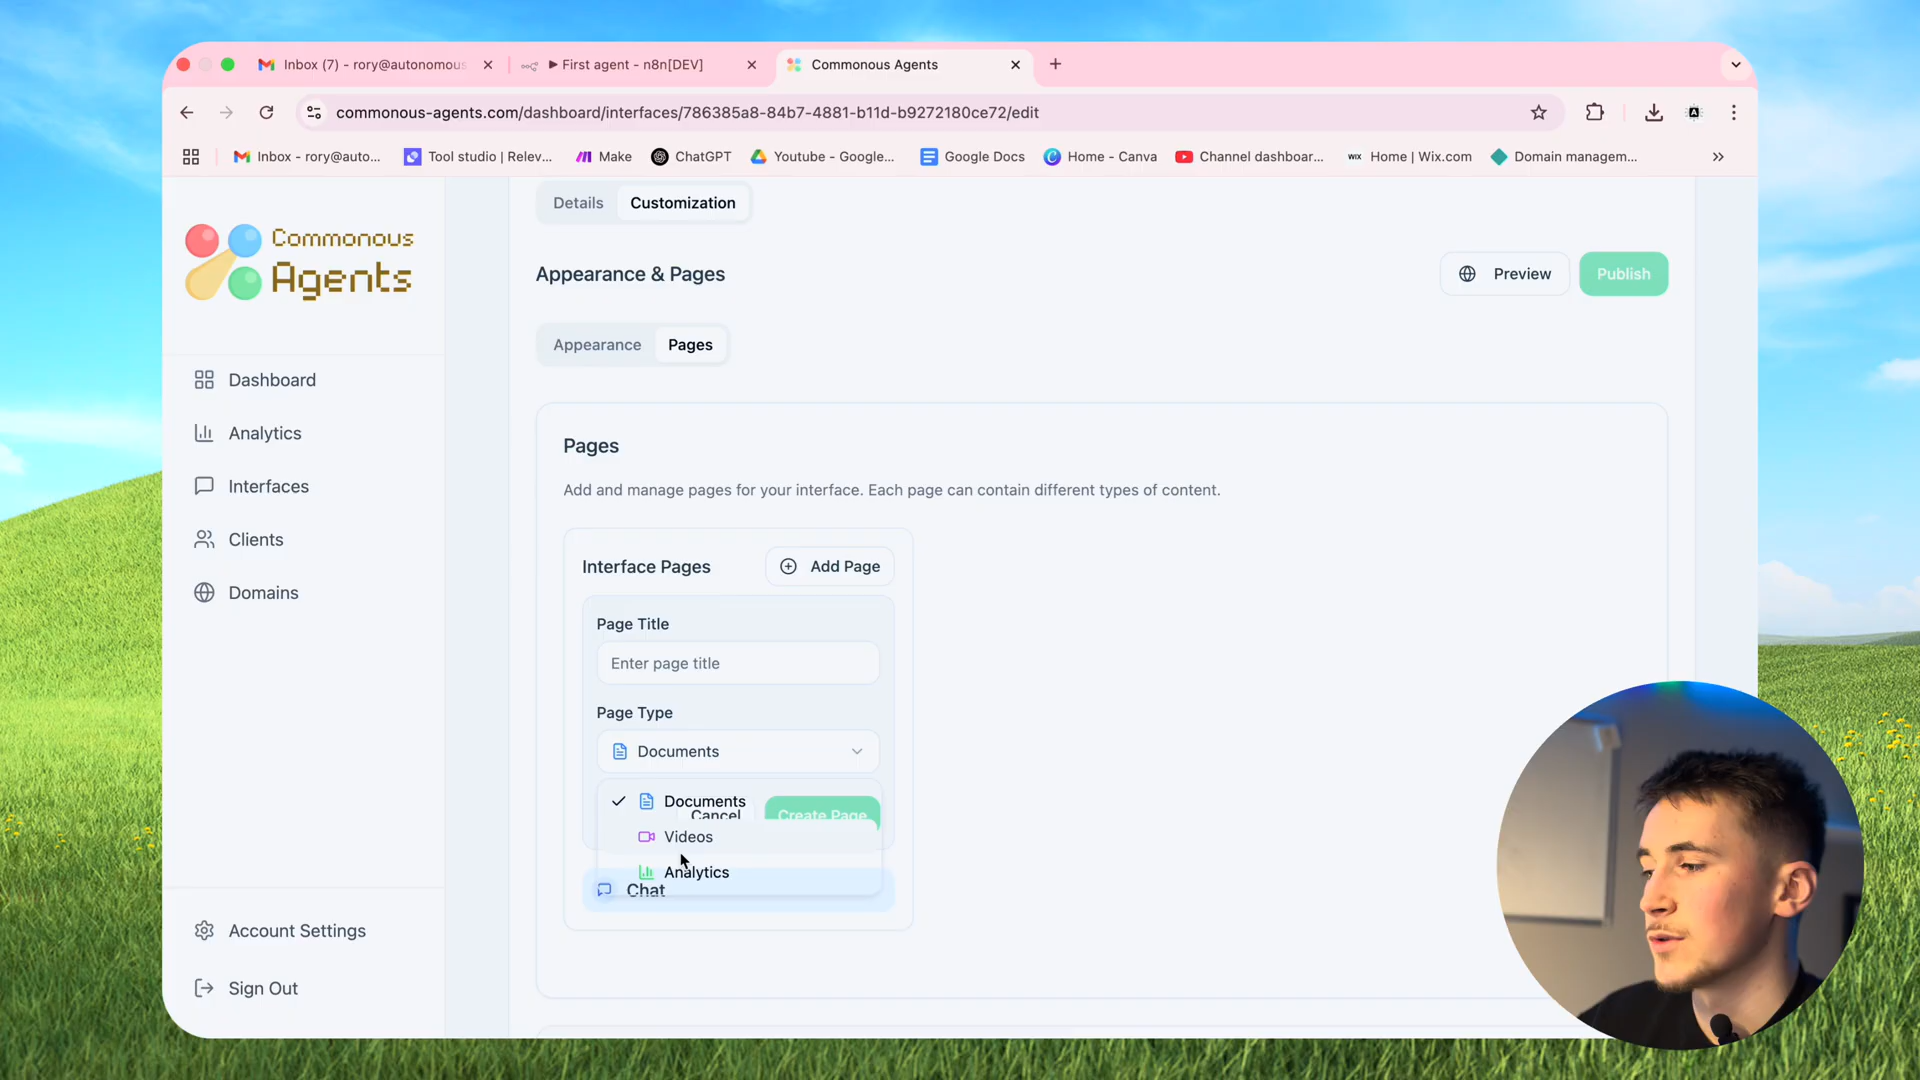 Inbox (7) - rory@autonomous
▶ First agent - n8n[DEV]
Commonous Agents
commonous-agents.com/dashboard/interfaces/786385a8-84b7-4881-b11d-b9272180ce72/edit
Inbox - rory@auto...
Tool studio | Relev...
Make
ChatGPT
Youtube - Google...
Google Docs
Home - Canva
Channel dashboar...
WIX
Home | Wix.com
Domain managem...
Commonous
Agents
Dashboard
Analytics
Interfaces
Clients
Domains
Account Settings
Sign Out
Details
Customization
Appearance & Pages
Preview
Publish
Appearance
Pages
Pages
Add and manage pages for your interface. Each page can contain different types of content.
Interface Pages
Add Page
Page Title
Enter page title
Page Type
Documents
Documents
Cancel
Create Page
Videos
Analytics
Chat